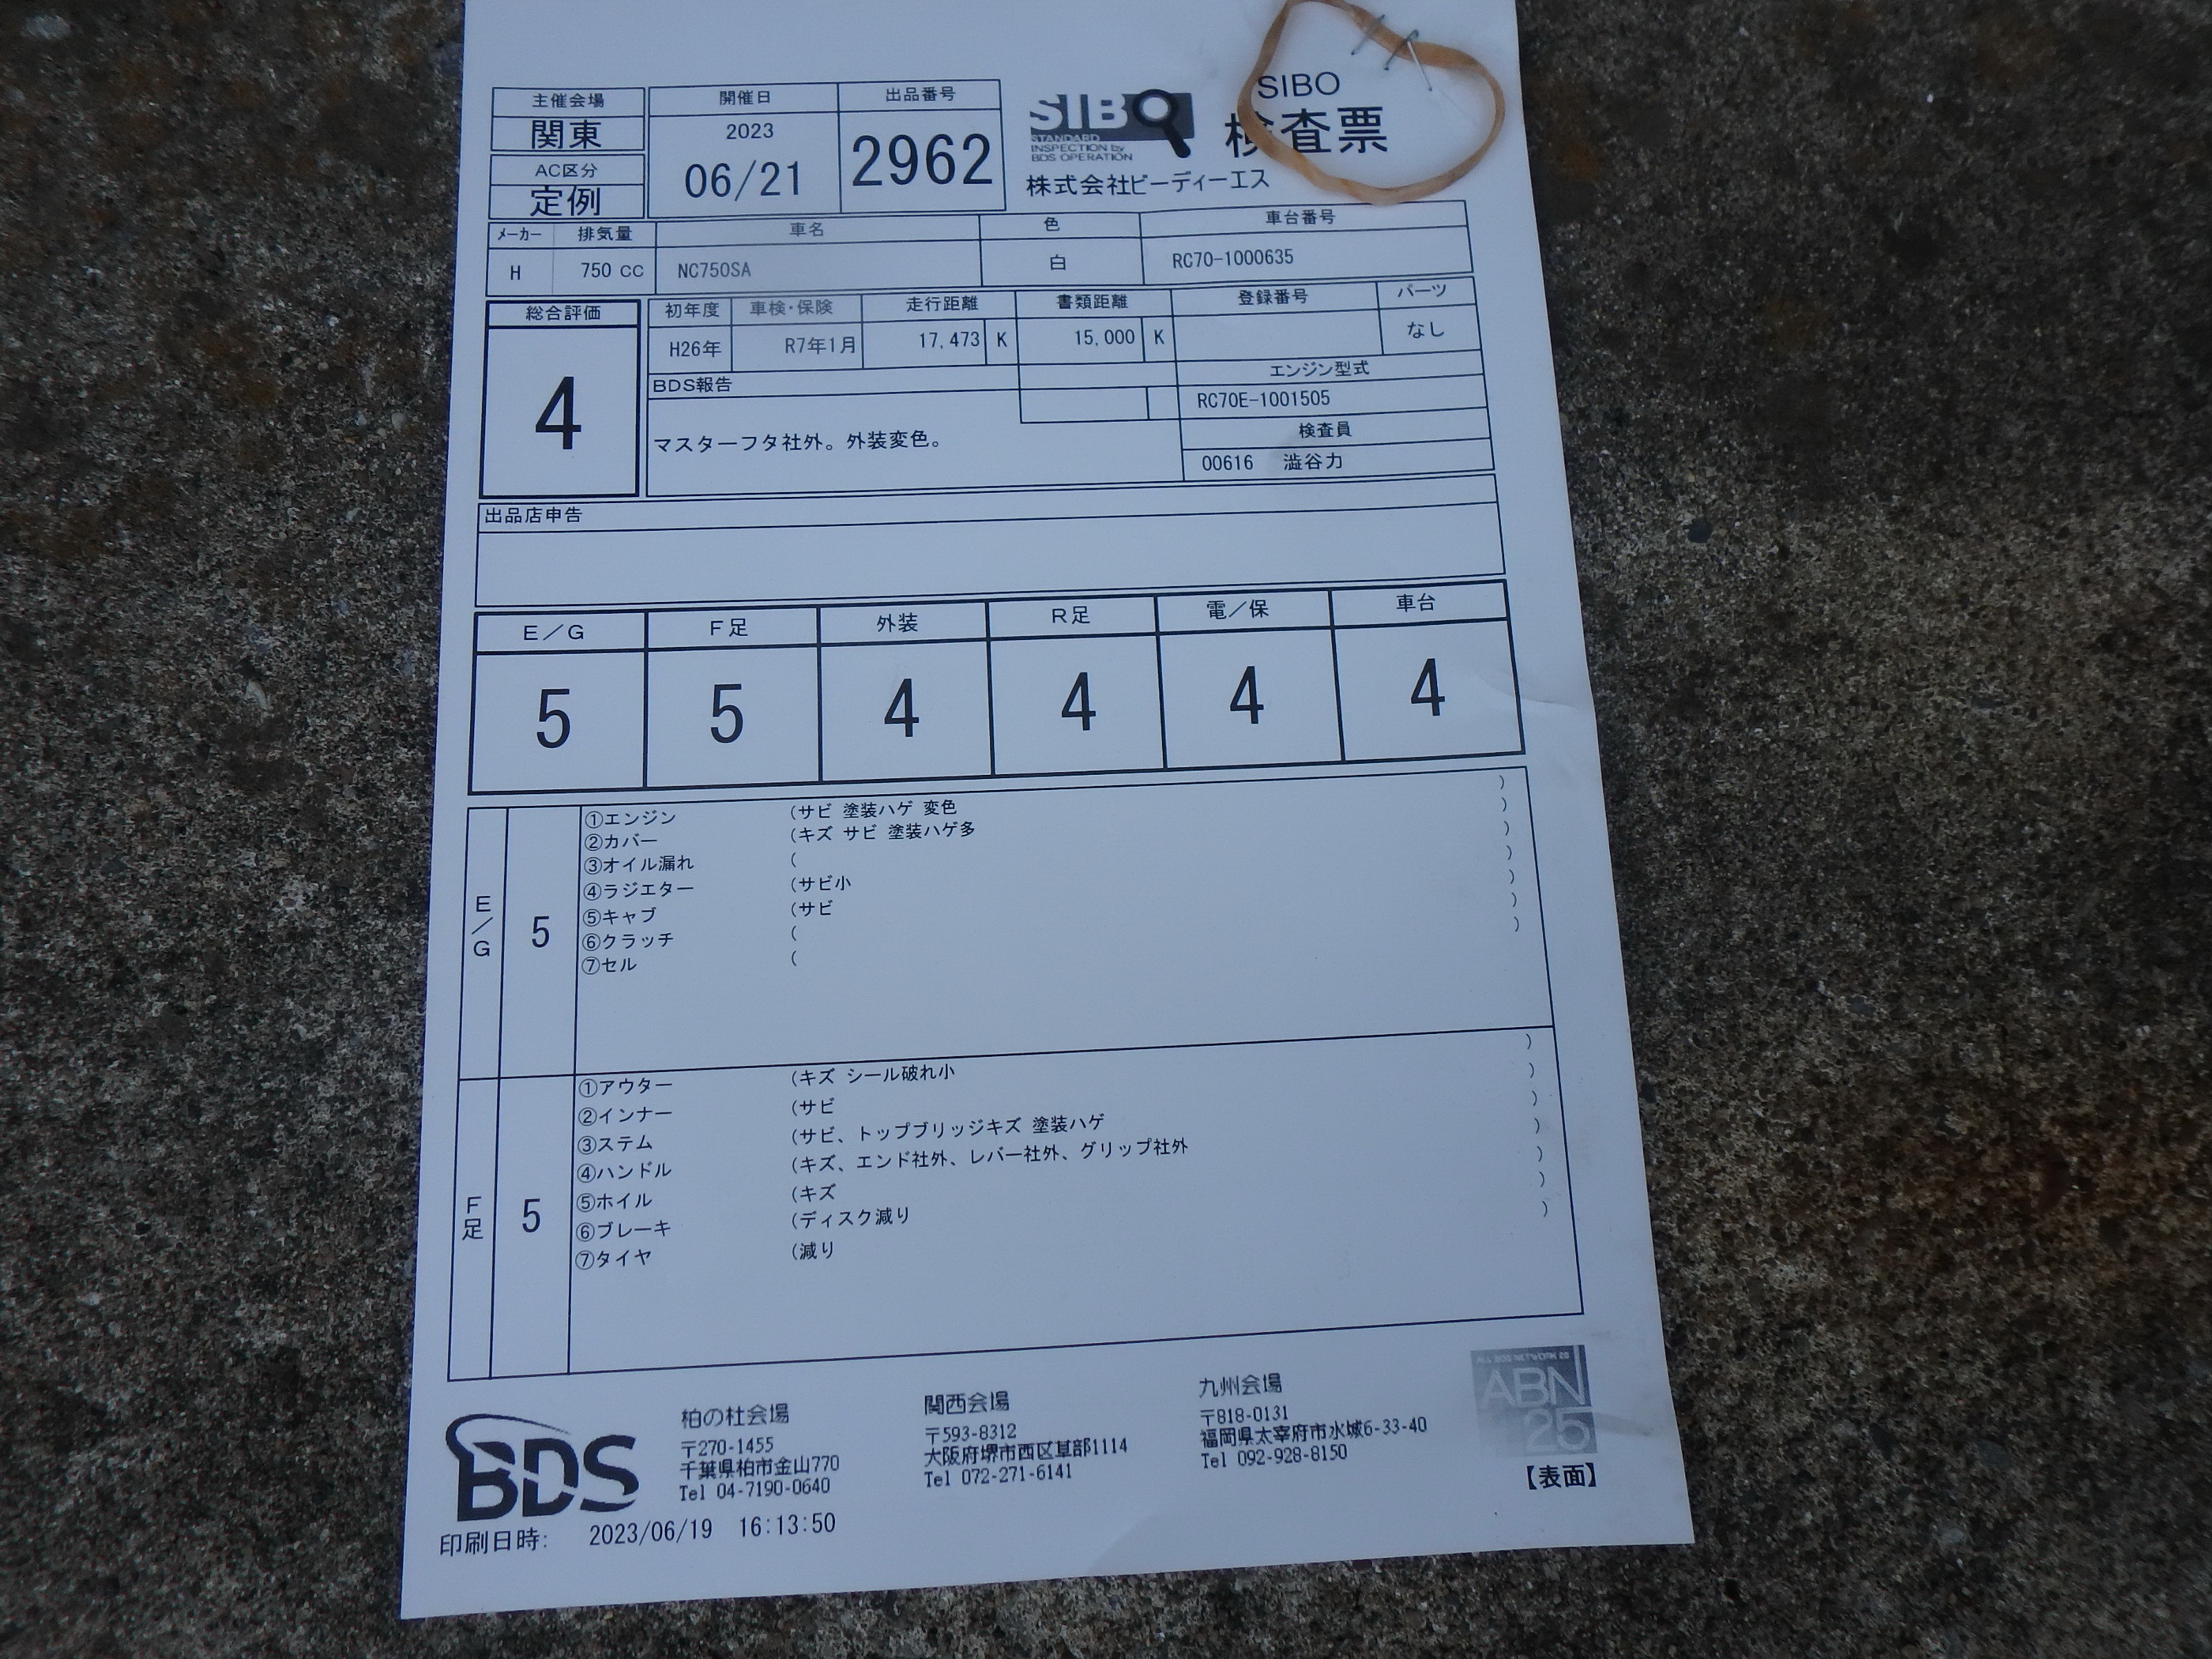 主催会場
関東
AC区分
定例
開催日
2023
06/21
出品番号
2962
SIBO
STANDARD
INSPECTION by
BDS OPERATION
SIBO
検査票
株式会社ビーディーエス
メーカー 排気量 車名 色 車台番号
H 750 CC NC750SA 白 RC70-1000635
総合評価
4
初年度 車検・保険 走行距離 書類距離 登録番号 パーツ
H26年 R7年1月 17,473 K 15,000 K なし
BDS報告
マスターフタ社外。外装変色。
エンジン型式
RC70E-1001505
検査員
00616 澁谷力
出品店申告
E/G F足 外装 R足 電/保 車台
5 5 4 4 4 4
E/G 5
①エンジン (サビ 塗装ハゲ 変色 )
②カバー (キズ サビ 塗装ハゲ多 )
③オイル漏れ ( )
④ラジエター (サビ小 )
⑤キャブ (サビ )
⑥クラッチ ( )
⑦セル ( )
F足 5
①アウター (キズ シール破れ小 )
②インナー (サビ )
③ステム (サビ、トップブリッジキズ 塗装ハゲ )
④ハンドル (キズ、エンド社外、レバー社外、グリップ社外 )
⑤ホイル (キズ )
⑥ブレーキ (ディスク減り )
⑦タイヤ (減り )
BDS
柏の杜会場
〒270-1455
千葉県柏市金山770
Tel 04-7190-0640
関西会場
〒593-8312
大阪府堺市西区草部1114
Tel 072-271-6141
九州会場
〒818-0131
福岡県太宰府市水城6-33-40
Tel 092-928-8150
ALL BDS NETWORK 25
ABN
25
【表面】
印刷日時: 2023/06/19 16:13:50